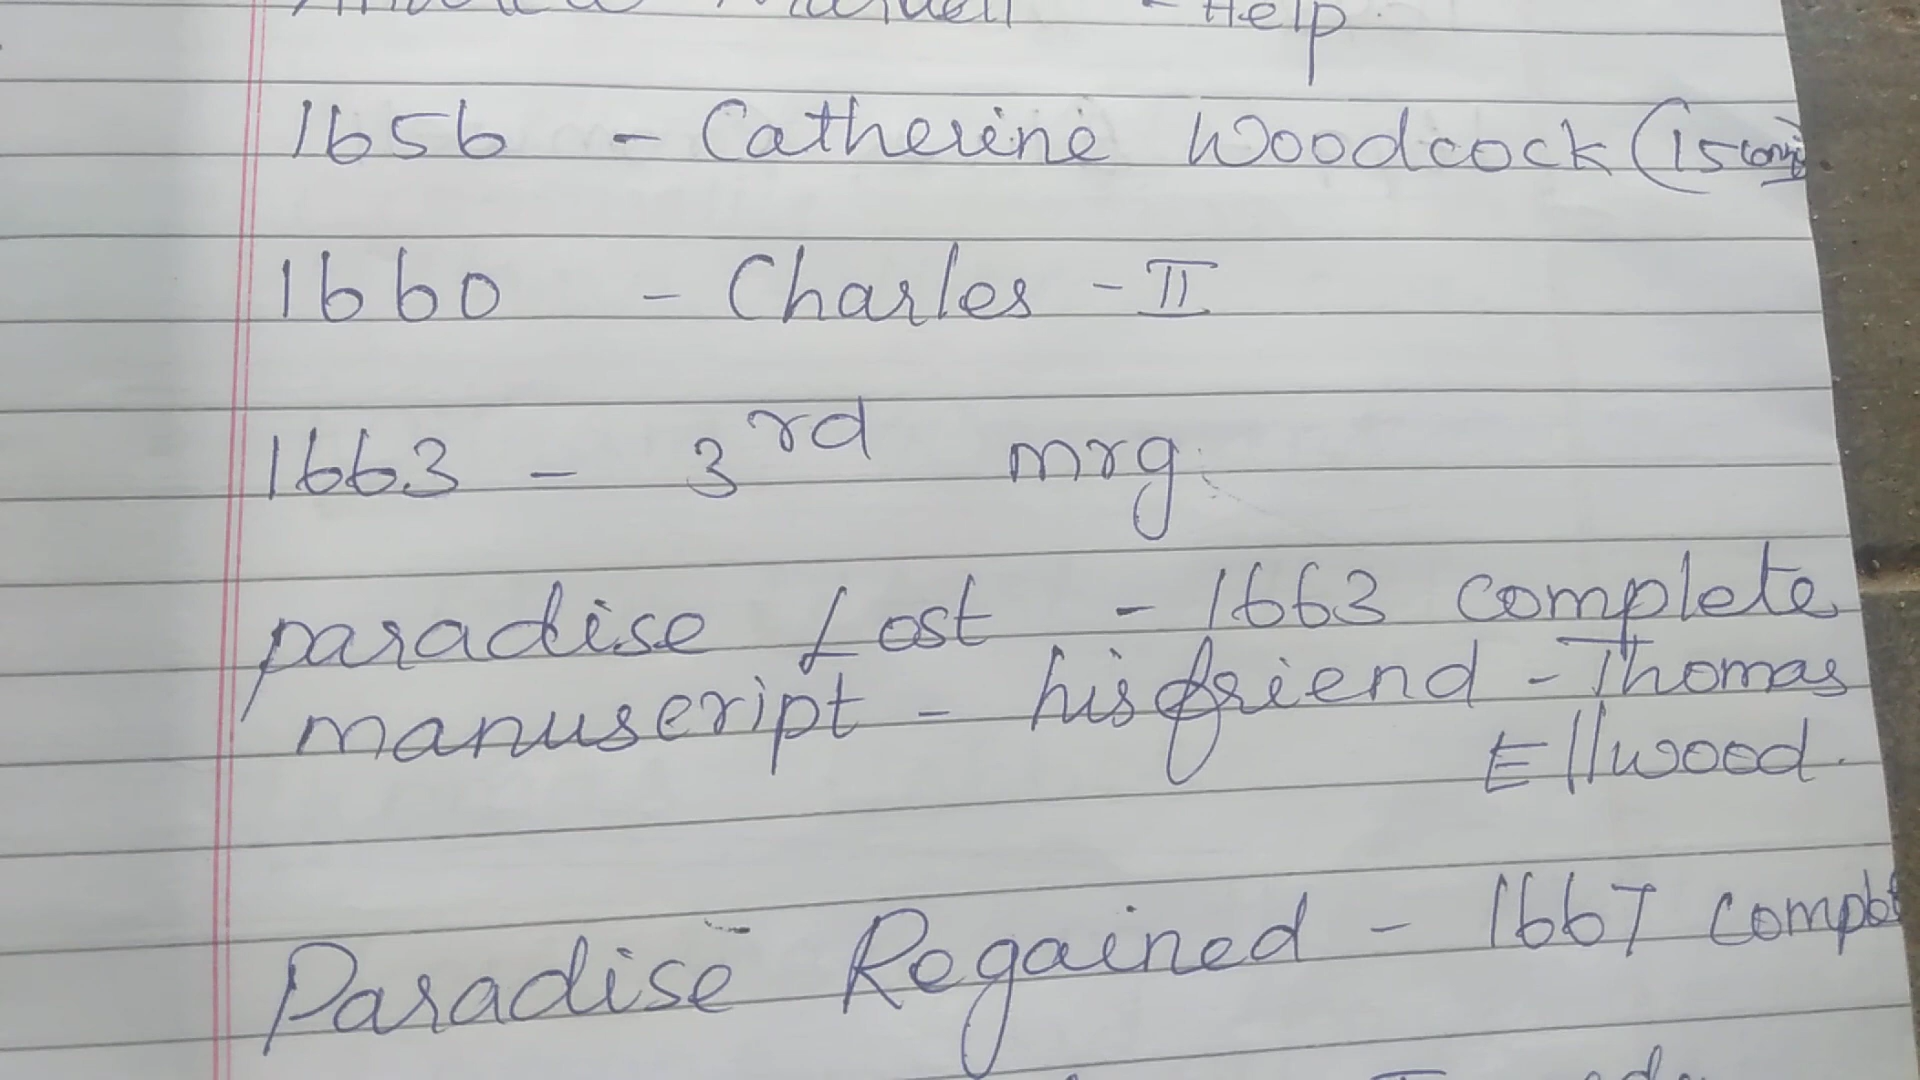 - Help
1656 - Catherine Woodcock (15
1660 - Charles - II
1663 - 3rd mrg.
paradise Lost - 1663 complete
manuscript - his friend - Thomas
Ellwood.
Paradise Regained - 1667